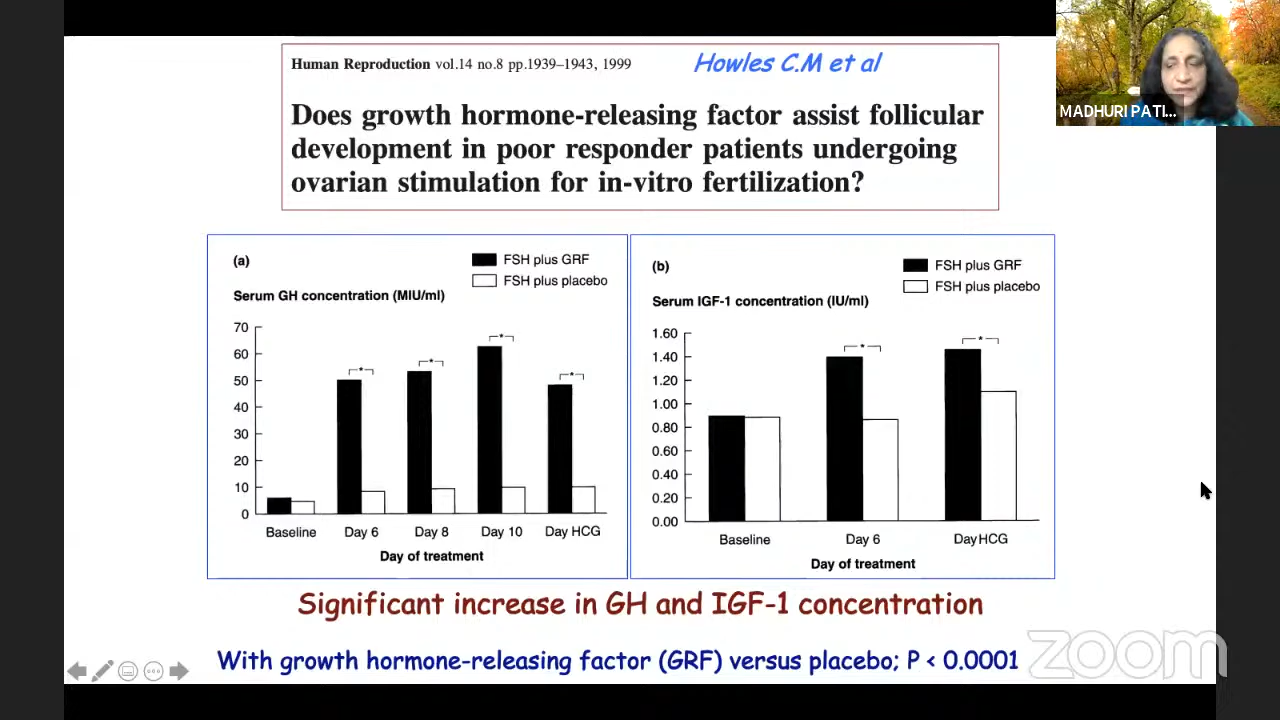 MADHURI PATI...
Human Reproduction vol.14 no.8 pp.1939–1943, 1999
Howles C.M et al
Does growth hormone-releasing factor assist follicular
development in poor responder patients undergoing
ovarian stimulation for in-vitro fertilization?
(a)
FSH plus GRF
FSH plus placebo
Serum GH concentration (MIU/ml)
70
60
50
40
30
20
10
0
*
*
*
*
Baseline Day 6 Day 8 Day 10 Day HCG
Day of treatment
(b)
FSH plus GRF
FSH plus placebo
Serum IGF-1 concentration (IU/ml)
1.60
1.40
1.20
1.00
0.80
0.60
0.40
0.20
0.00
*
*
Baseline Day 6 DayHCG
Day of treatment
Significant increase in GH and IGF-1 concentration
With growth hormone-releasing factor (GRF) versus placebo; P < 0.0001
zoom